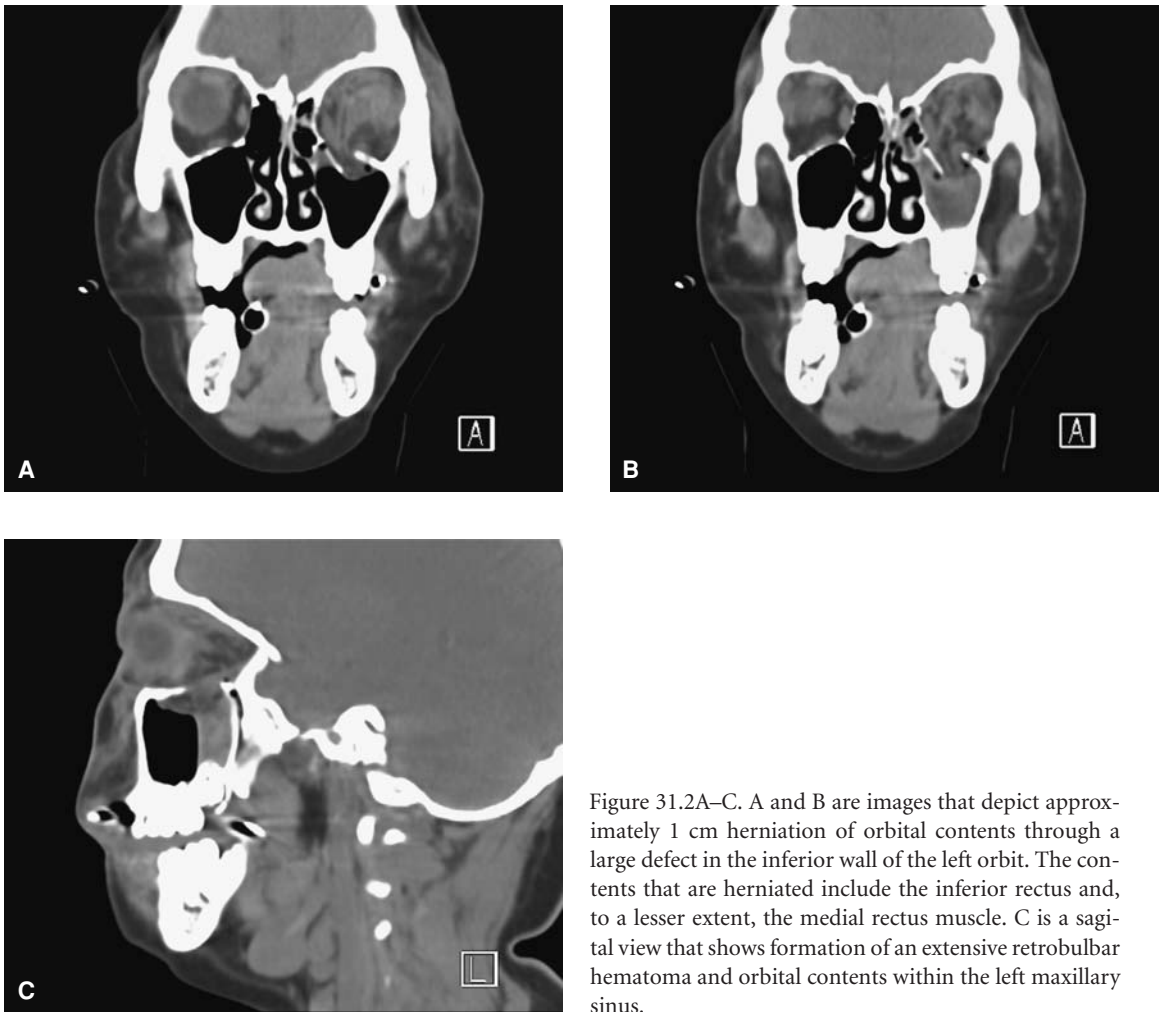 A
A
A
B
L
C
Figure 31.2A–C. A and B are images that depict approx-
imately 1 cm herniation of orbital contents through a
large defect in the inferior wall of the left orbit. The con-
tents that are herniated include the inferior rectus and,
to a lesser extent, the medial rectus muscle. C is a sagi-
tal view that shows formation of an extensive retrobulbar
hematoma and orbital contents within the left maxillary
sinus.